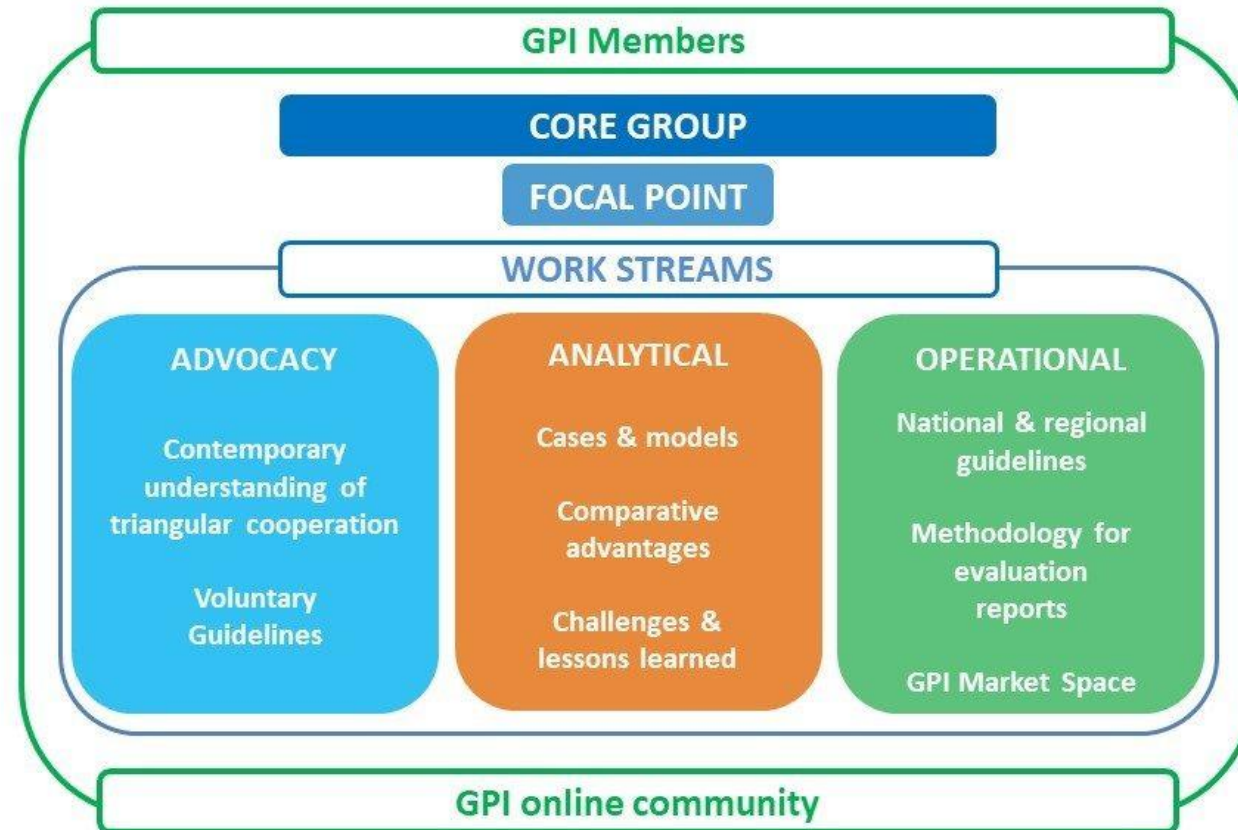 GPI Members
CORE GROUP
FOCAL POINT
WORK STREAMS
ADVOCACY
Contemporary
understanding of
triangular cooperation
Voluntary
Guidelines
ANALYTICAL
Cases & models
Comparative
advantages
Challenges &
lessons learned
OPERATIONAL
National & regional
guidelines
Methodology for
evaluation
reports
GPI Market Space
GPI online community